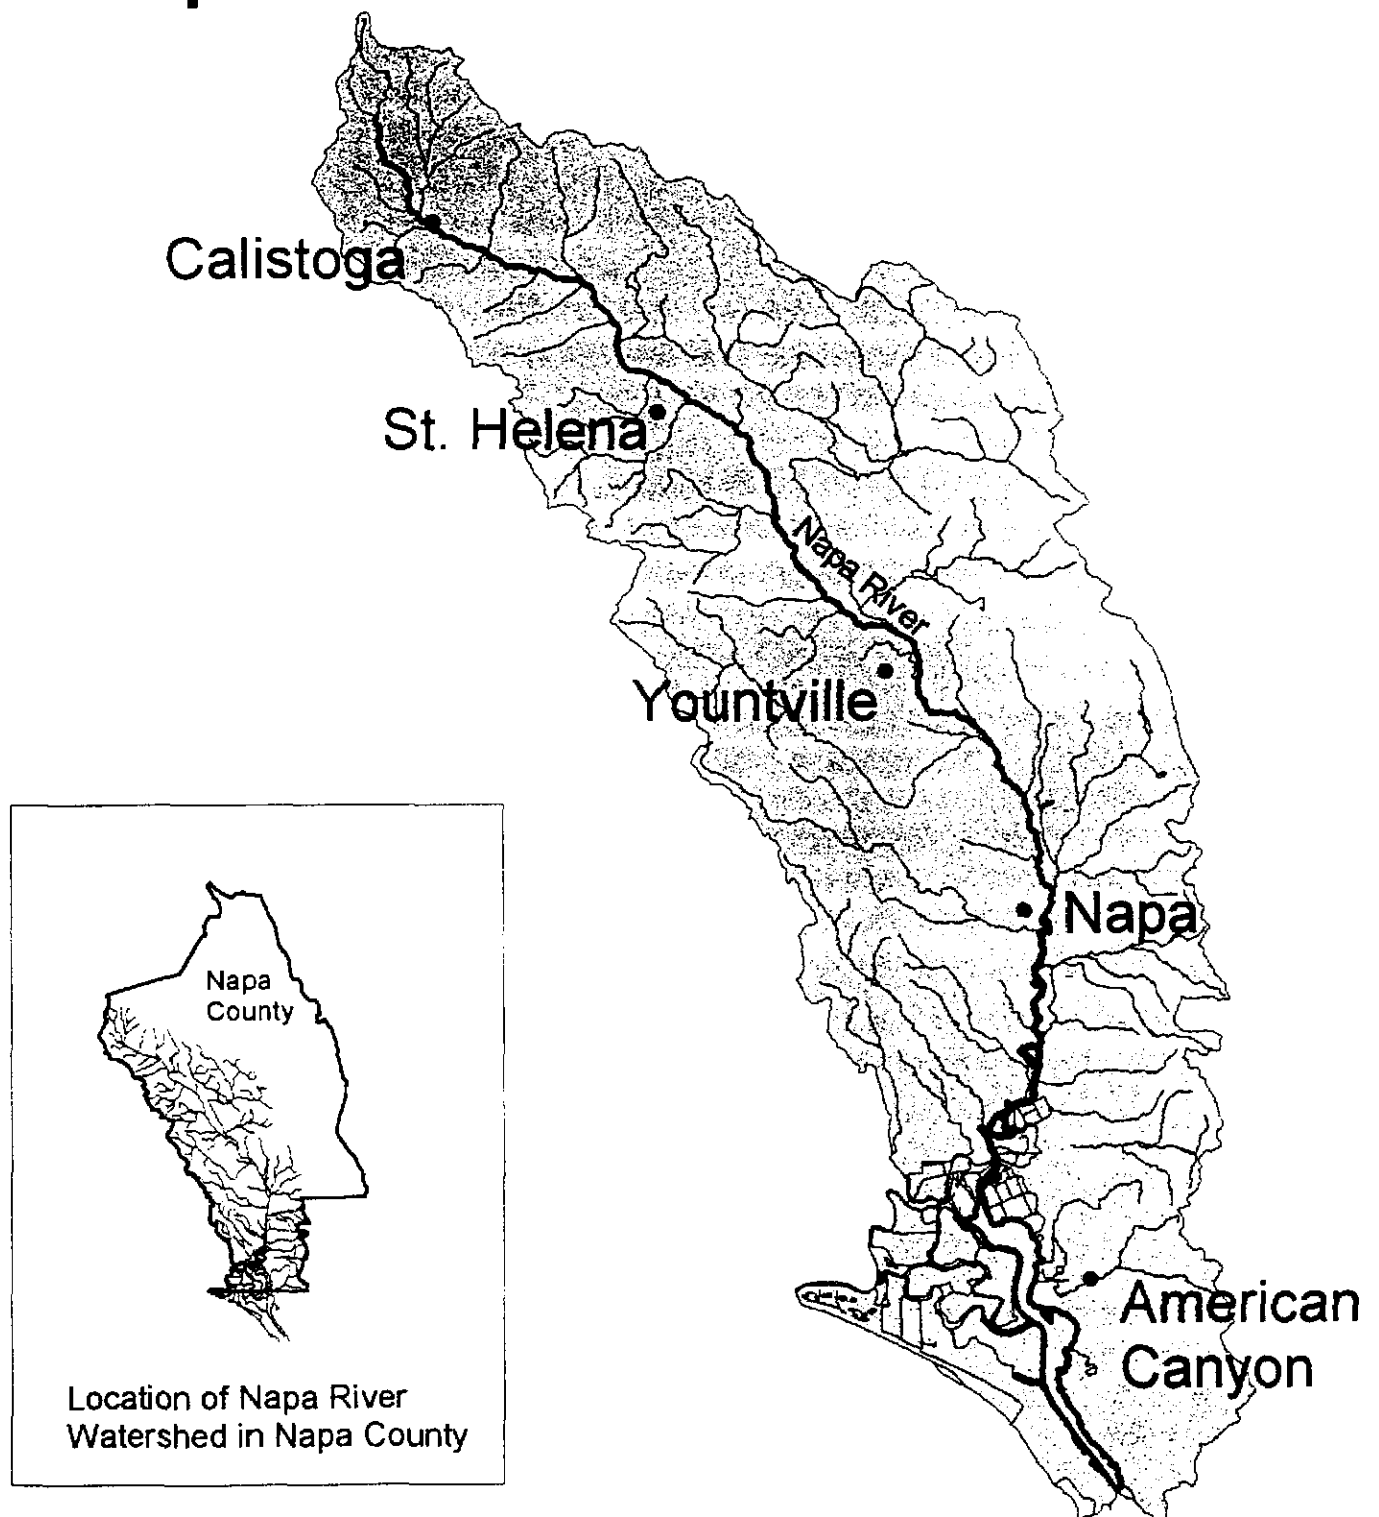 Calistoga
St. Helena
Napa River
Yountville
Napa
American
Canyon
Napa
County
Location of Napa River
Watershed in Napa County